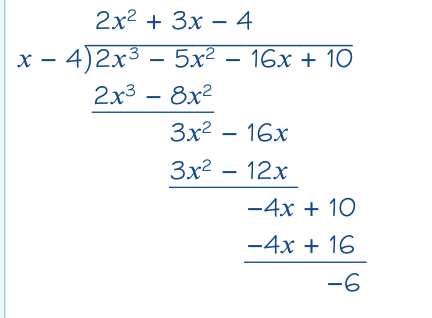 2x² + 3x − 4
x − 4)2x³ − 5x² − 16x + 10
2x³ − 8x²
3x² − 16x
3x² − 12x
−4x + 10
−4x + 16
−6